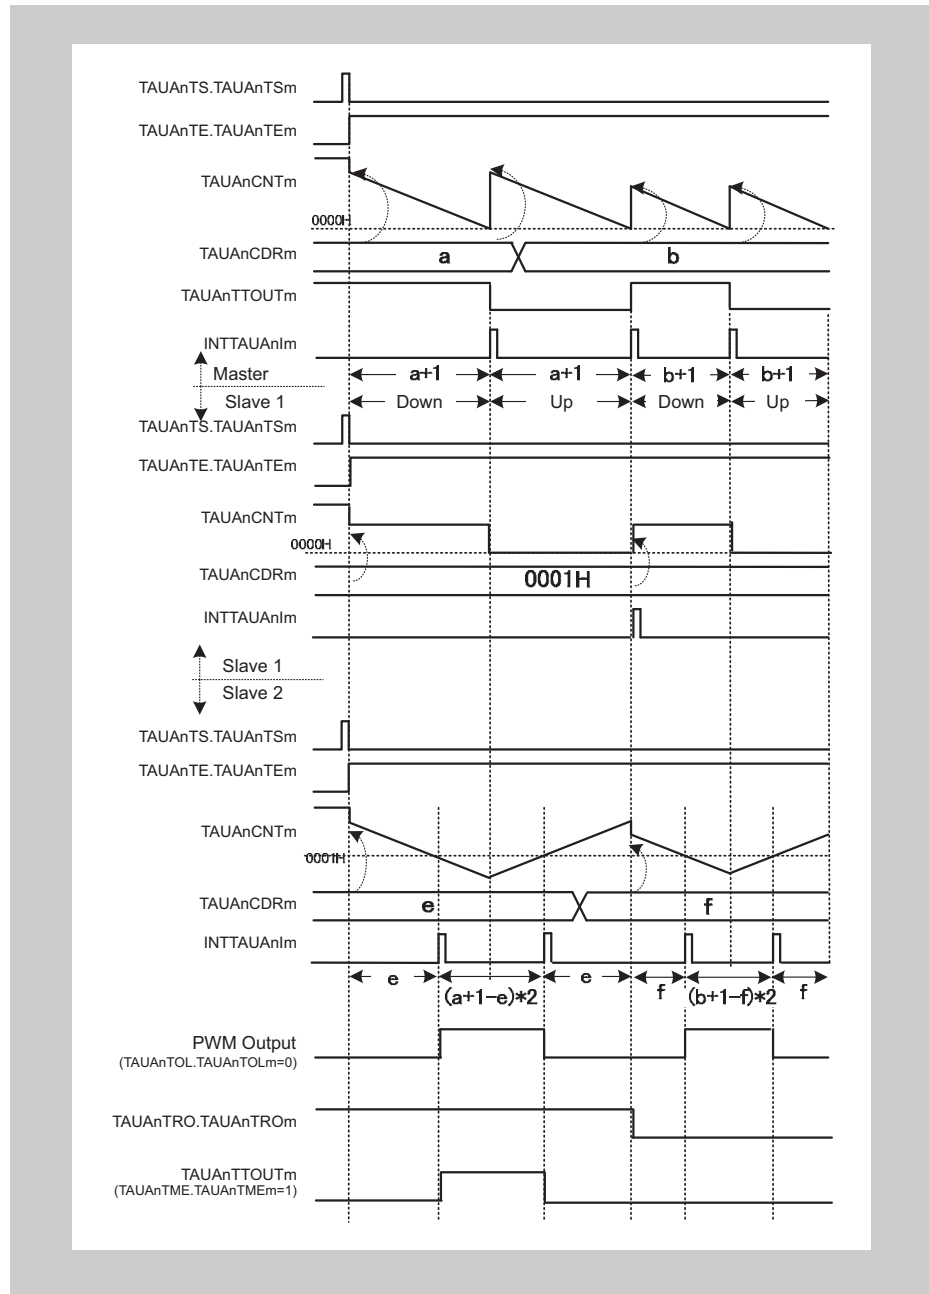 TAUAnTS.TAUAnTSm
TAUAnTE.TAUAnTEm
TAUAnCNTm
0000H
TAUAnCDRm a b
TAUAnTTOUTm
INTTAUAnIm
Master a+1 a+1 b+1 b+1
Slave 1 Down Up Down Up
TAUAnTS.TAUAnTSm
TAUAnTE.TAUAnTEm
TAUAnCNTm
0000H
TAUAnCDRm 0001H
INTTAUAnIm
Slave 1
Slave 2
TAUAnTS.TAUAnTSm
TAUAnTE.TAUAnTEm
TAUAnCNTm
0001H
TAUAnCDRm e f
INTTAUAnIm
e (a+1-e)*2 e f (b+1-f)*2 f
PWM Output
(TAUAnTOL.TAUAnTOLm=0)
TAUAnTRO.TAUAnTROm
TAUAnTTOUTm
(TAUAnTME.TAUAnTMEm=1)